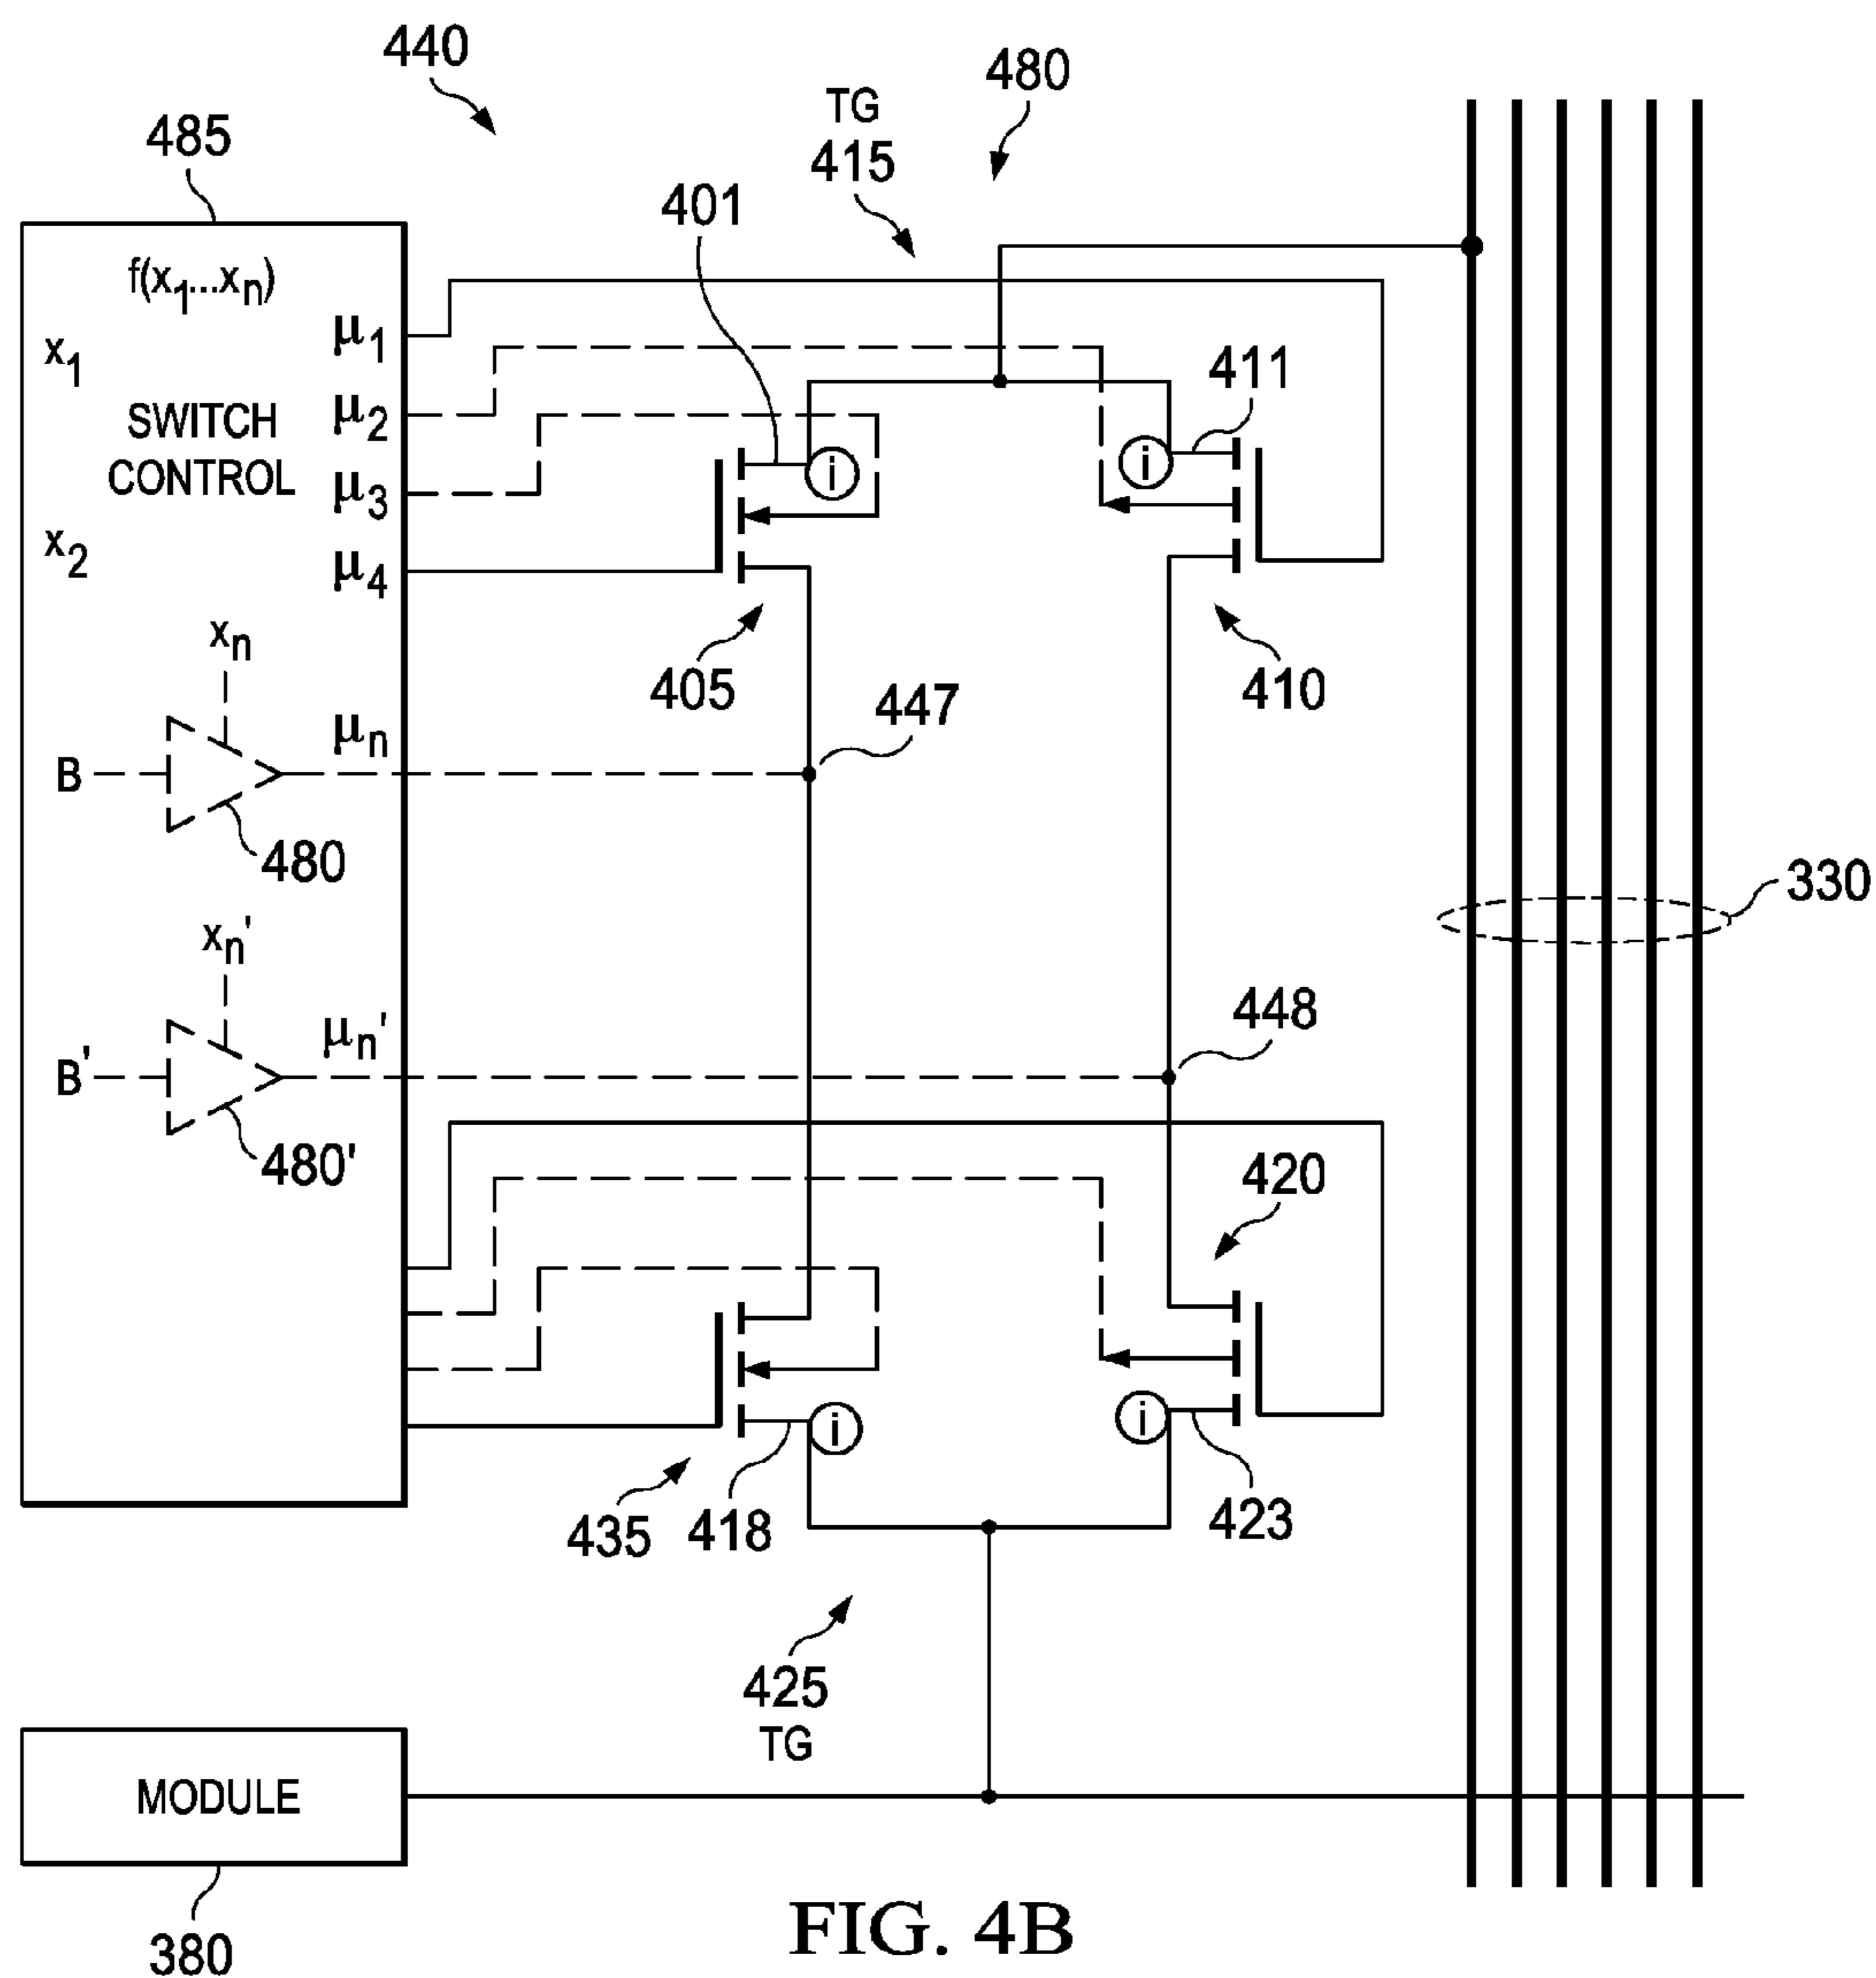 440
480
TG
415
485
401
f(x1...xn)
x1
μ1
411
SWITCH
CONTROL
μ2
i
i
μ3
x2
μ4
xn
405
410
μn
447
B
480
330
xn'
μn'
448
B'
480'
420
i
i
435
418
423
425
TG
MODULE
380
FIG. 4B